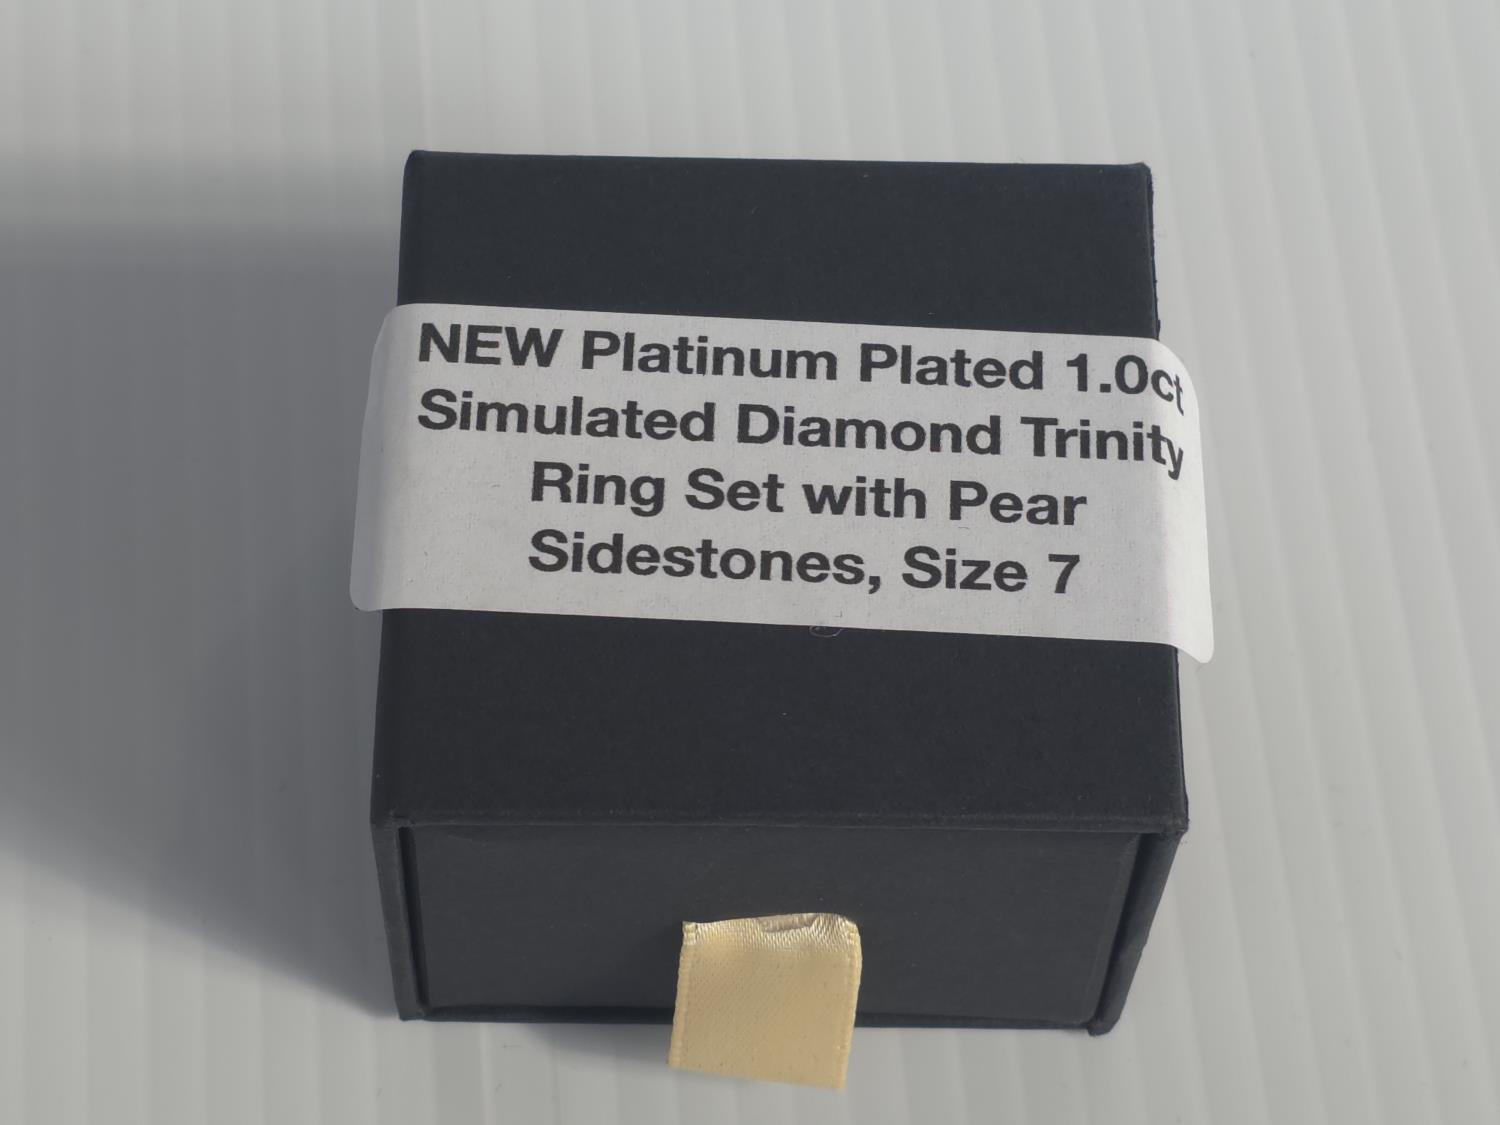 NEW Platinum Plated 1.0ct
Simulated Diamond Trinity
Ring Set with Pear
Sidestones, Size 7